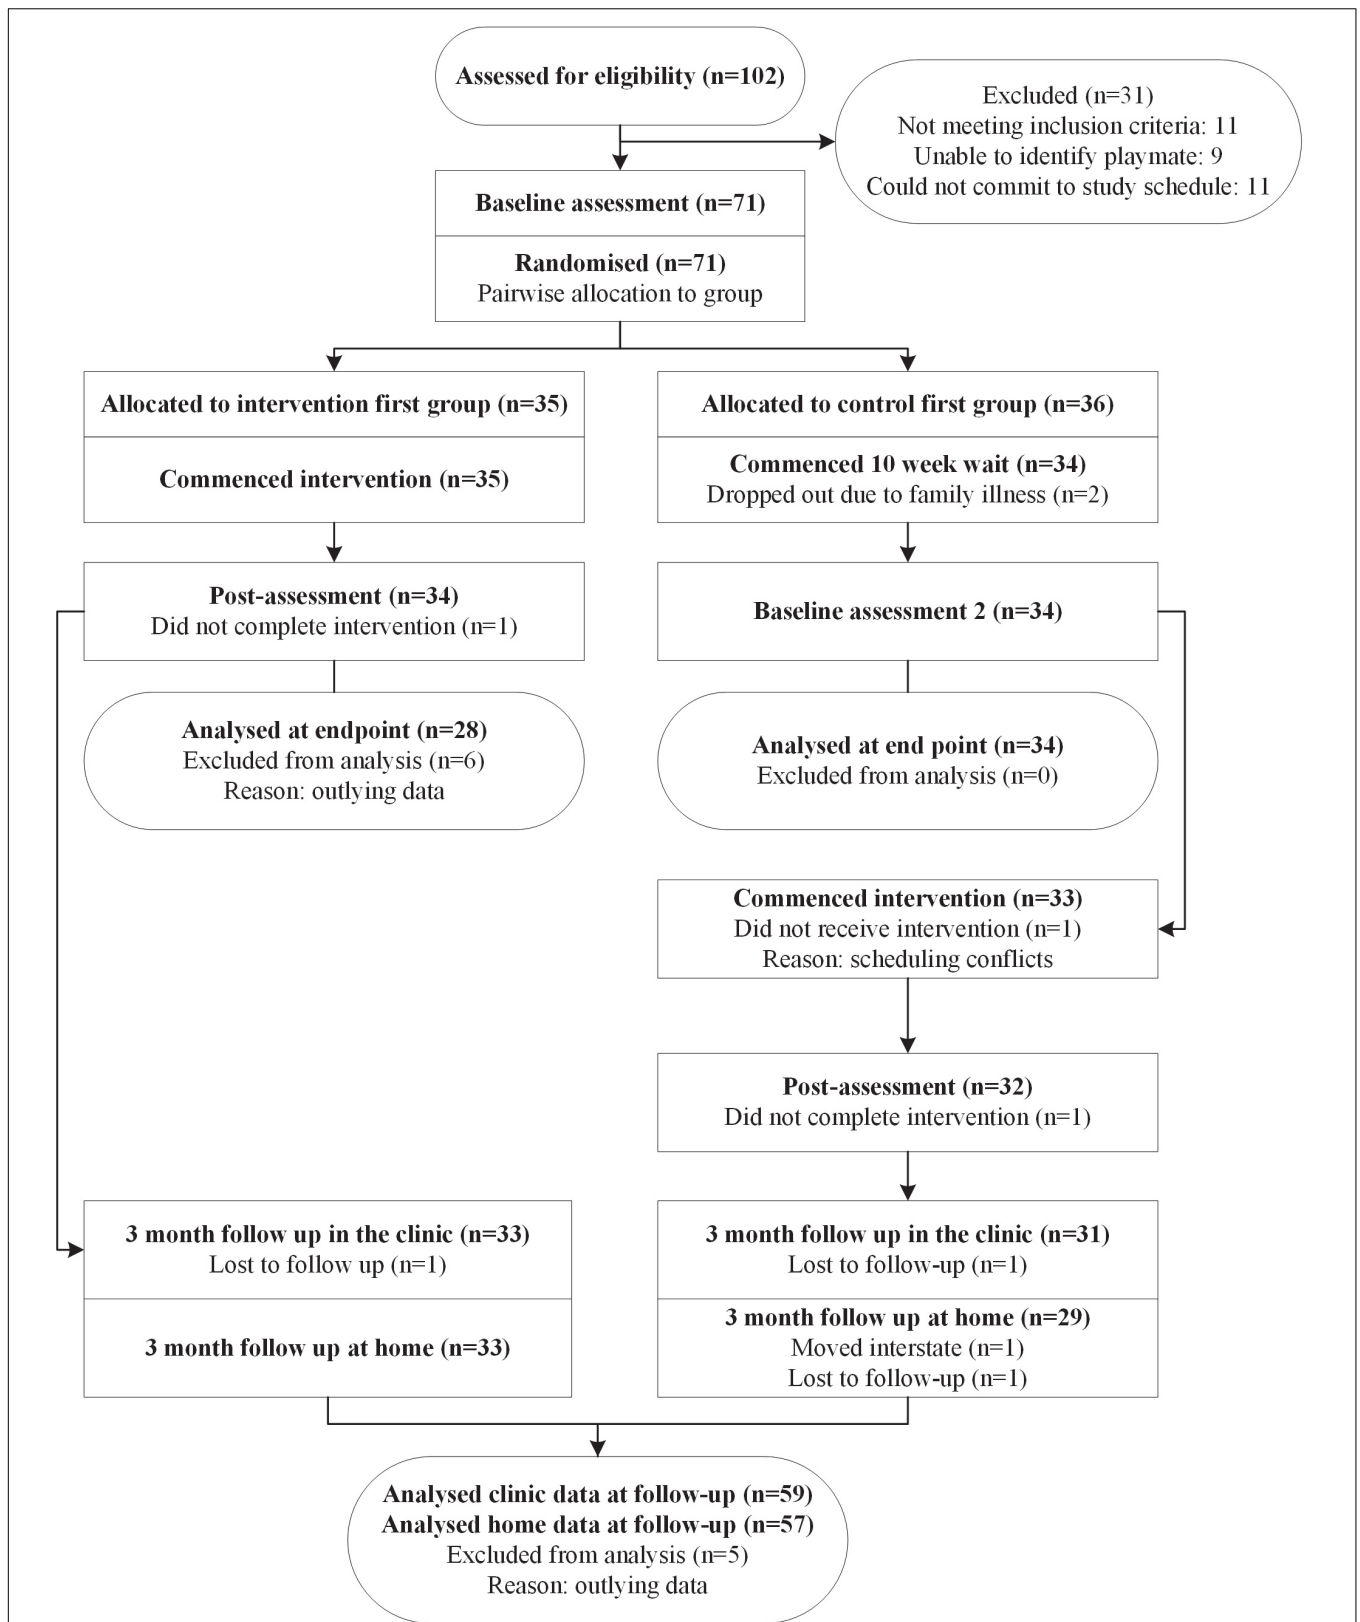 Assessed for eligibility (n=102)
Excluded (n=31)
Not meeting inclusion criteria: 11
Unable to identify playmate: 9
Could not commit to study schedule: 11
Baseline assessment (n=71)
Randomised (n=71)
Pairwise allocation to group
Allocated to intervention first group (n=35)
Commenced intervention (n=35)
Allocated to control first group (n=36)
Commenced 10 week wait (n=34)
Dropped out due to family illness (n=2)
Post-assessment (n=34)
Did not complete intervention (n=1)
Baseline assessment 2 (n=34)
Analysed at endpoint (n=28)
Excluded from analysis (n=6)
Reason: outlying data
Analysed at end point (n=34)
Excluded from analysis (n=0)
Commenced intervention (n=33)
Did not receive intervention (n=1)
Reason: scheduling conflicts
Post-assessment (n=32)
Did not complete intervention (n=1)
3 month follow up in the clinic (n=33)
Lost to follow up (n=1)
3 month follow up at home (n=33)
3 month follow up in the clinic (n=31)
Lost to follow-up (n=1)
3 month follow up at home (n=29)
Moved interstate (n=1)
Lost to follow-up (n=1)
Analysed clinic data at follow-up (n=59)
Analysed home data at follow-up (n=57)
Excluded from analysis (n=5)
Reason: outlying data